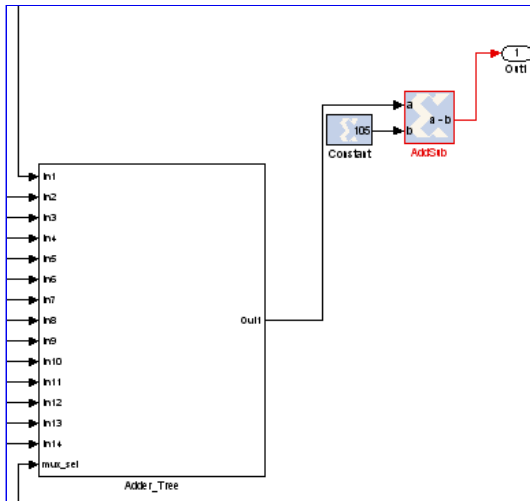 1
Out1
a
a - b
b
105
Constant
AddSub
In1
In2
In3
In4
In5
In6
In7
In8
Out1
In9
In10
In11
In12
In13
In14
mux_sel
Adder_Tree